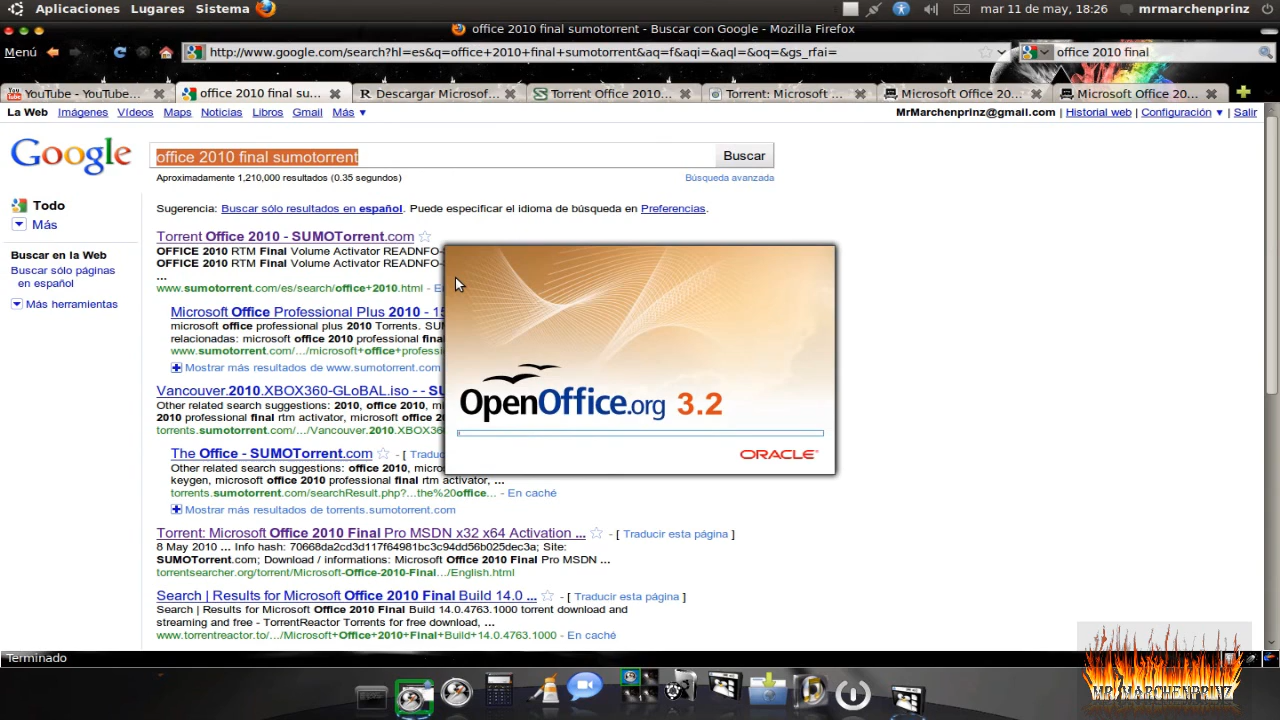 Aplicaciones Lugares Sistema
mar 11 de may, 18:26 mrmarchenprinz
office 2010 final sumotorrent - Buscar con Google - Mozilla Firefox
Menú
http://www.google.com/search?hl=es&q=office+2010+final+sumotorrent&aq=f&aqi=&aql=&oq=&gs_rfai=
office 2010 final
YouTube - YouTube...
office 2010 final su...
Descargar Microsof...
Torrent Office 2010...
Torrent: Microsoft ...
Microsoft Office 20...
Microsoft Office 20...
La Web Imágenes Vídeos Maps Noticias Libros Gmail Más
MrMarchenprinz@gmail.com | Historial web | Configuración | Salir
Google
office 2010 final sumotorrent
Buscar
Aproximadamente 1,210,000 resultados (0.35 segundos)
Búsqueda avanzada
Todo
Más
Buscar en la Web
Buscar sólo páginas en español
Más herramientas
Sugerencia: Buscar sólo resultados en español. Puede especificar el idioma de búsqueda en Preferencias.
Torrent Office 2010 - SUMOTorrent.com
OFFICE 2010 RTM Final Volume Activator READNFO-
OFFICE 2010 RTM Final Volume Activator READNFO-
...
www.sumotorrent.com/es/search/office+2010.html - En
Microsoft Office Professional Plus 2010 - 15
microsoft office professional plus 2010 Torrents. SU
relacionadas: microsoft office 2010 professional fina
www.sumotorrent.com/.../microsoft+office+professi
Mostrar más resultados de www.sumotorrent.com
Vancouver.2010.XBOX360-GLoBAL.iso - - SU
Other related search suggestions: 2010, office 2010, m
2010 professional final rtm activator, microsoft office 2
torrents.sumotorrent.com/.../Vancouver.2010.XBOX36
The Office - SUMOTorrent.com - [ Traduc
Other related search suggestions: office 2010, micros
keygen, microsoft office 2010 professional final rtm activator, ...
torrents.sumotorrent.com/searchResult.php?...the%20office... - En caché
Mostrar más resultados de torrents.sumotorrent.com
Torrent: Microsoft Office 2010 Final Pro MSDN x32 x64 Activation ... - [ Traducir esta página ]
8 May 2010 ... Info hash: 70668da2cd3d117f64981bc3c94dd56b025dec3a; Site:
SUMOTorrent.com; Download / informations: Microsoft Office 2010 Final Pro MSDN ...
torrentsearcher.org/torrent/Microsoft-Office-2010-Final.../English.html
Search | Results for Microsoft Office 2010 Final Build 14.0 ... - [ Traducir esta página ]
Search | Results for Microsoft Office 2010 Final Build 14.0.4763.1000 torrent download and
streaming and free - TorrentReactor Torrents for free download, ...
www.torrentreactor.to/.../Microsoft+Office+2010+Final+Build+14.0.4763.1000 - En caché
OpenOffice.org 3.2
ORACLE
Terminado
MR.MARCHENPRINZ